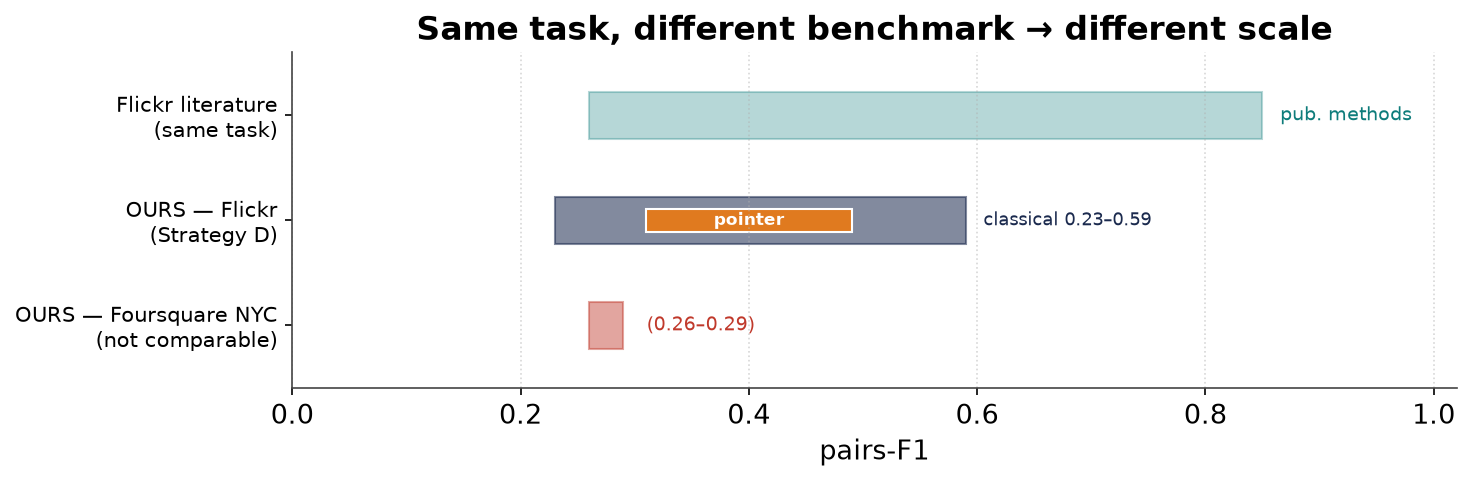 Same task, different benchmark → different scale
Flickr literature
(same task)
pub. methods
OURS — Flickr
(Strategy D)
pointer
classical 0.23–0.59
OURS — Foursquare NYC
(not comparable)
(0.26–0.29)
0.0 0.2 0.4 0.6 0.8 1.0
pairs-F1